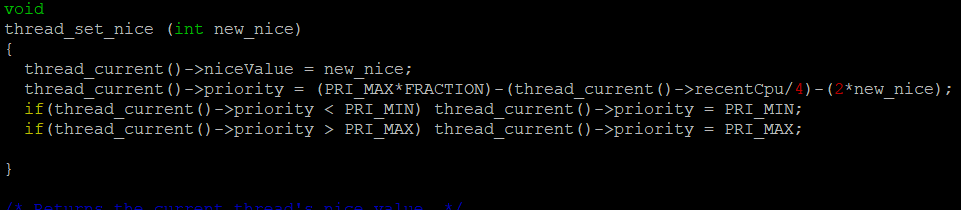 void
thread_set_nice (int new_nice)
{
  thread_current()->niceValue = new_nice;
  thread_current()->priority = (PRI_MAX*FRACTION)-(thread_current()->recentCpu/4)-(2*new_nice);
  if(thread_current()->priority < PRI_MIN) thread_current()->priority = PRI_MIN;
  if(thread_current()->priority > PRI_MAX) thread_current()->priority = PRI_MAX;
}
/* Returns the current thread's nice value. */